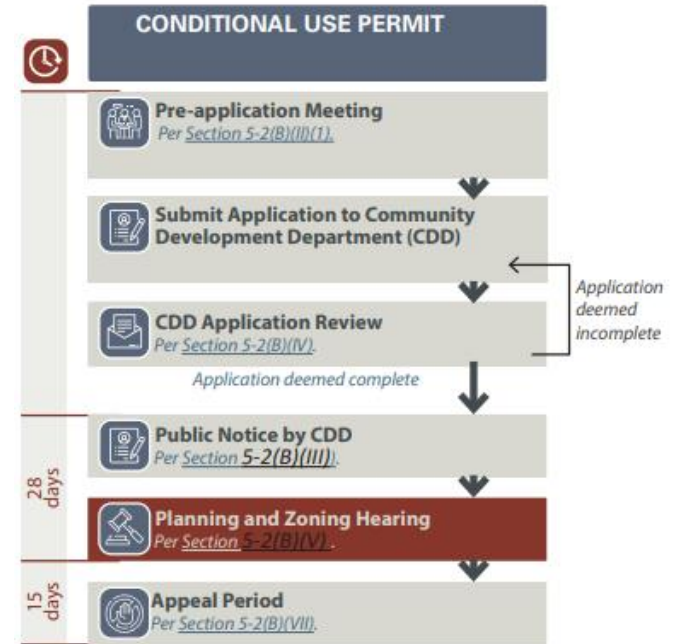 CONDITIONAL USE PERMIT
Pre-application Meeting
Per Section 5-2(B)(II)(1).
Submit Application to Community
Development Department (CDD)
Application
deemed
incomplete
CDD Application Review
Per Section 5-2(B)(IV).
Application deemed complete
28
days
Public Notice by CDD
Per Section 5-2(B)(III)).
Planning and Zoning Hearing
Per Section 5-2(B)(V) .
15
days
Appeal Period
Per Section 5-2(B)(VII).